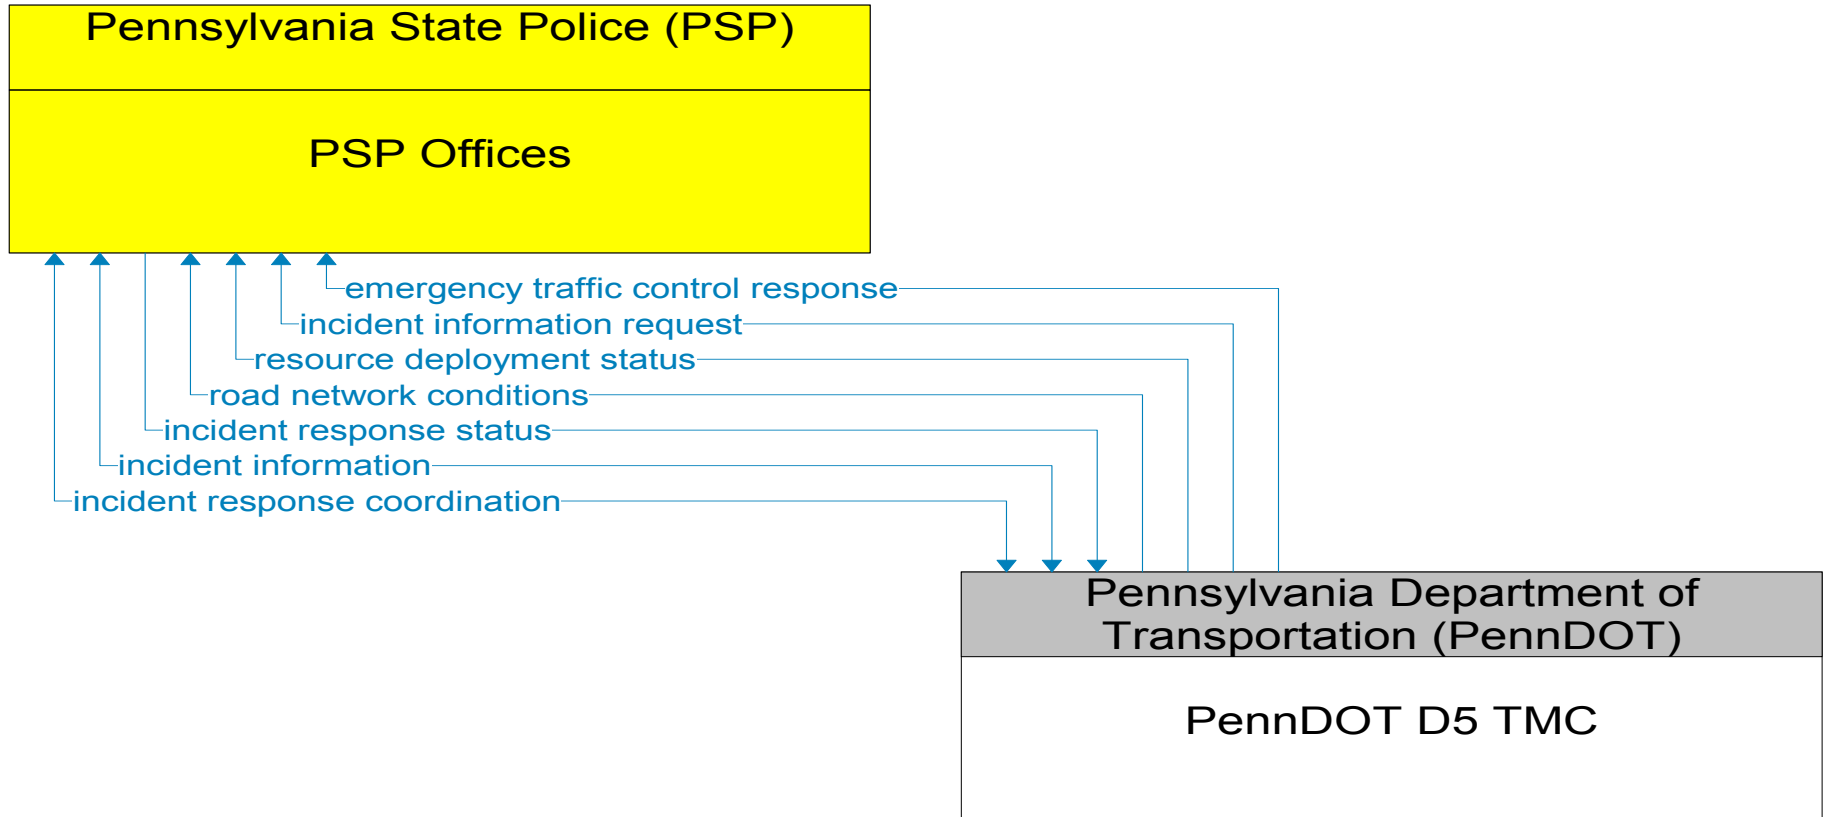 Pennsylvania State Police (PSP)
PSP Offices
emergency traffic control response
incident information request
resource deployment status
road network conditions
incident response status
incident information
incident response coordination
Pennsylvania Department of
Transportation (PennDOT)
PennDOT D5 TMC